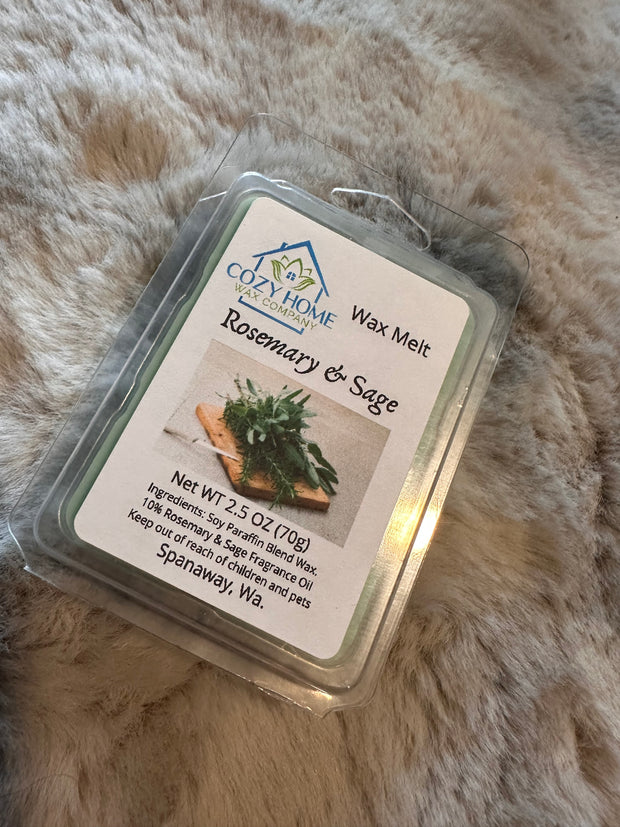 COZY HOME
WAX COMPANY
Wax Melt
Rosemary & Sage
Net WT 2.5 OZ (70g)
Ingredients: Soy Paraffin Blend Wax.
10% Rosemary & Sage Fragrance Oil
Keep out of reach of children and pets
Spanaway, Wa.